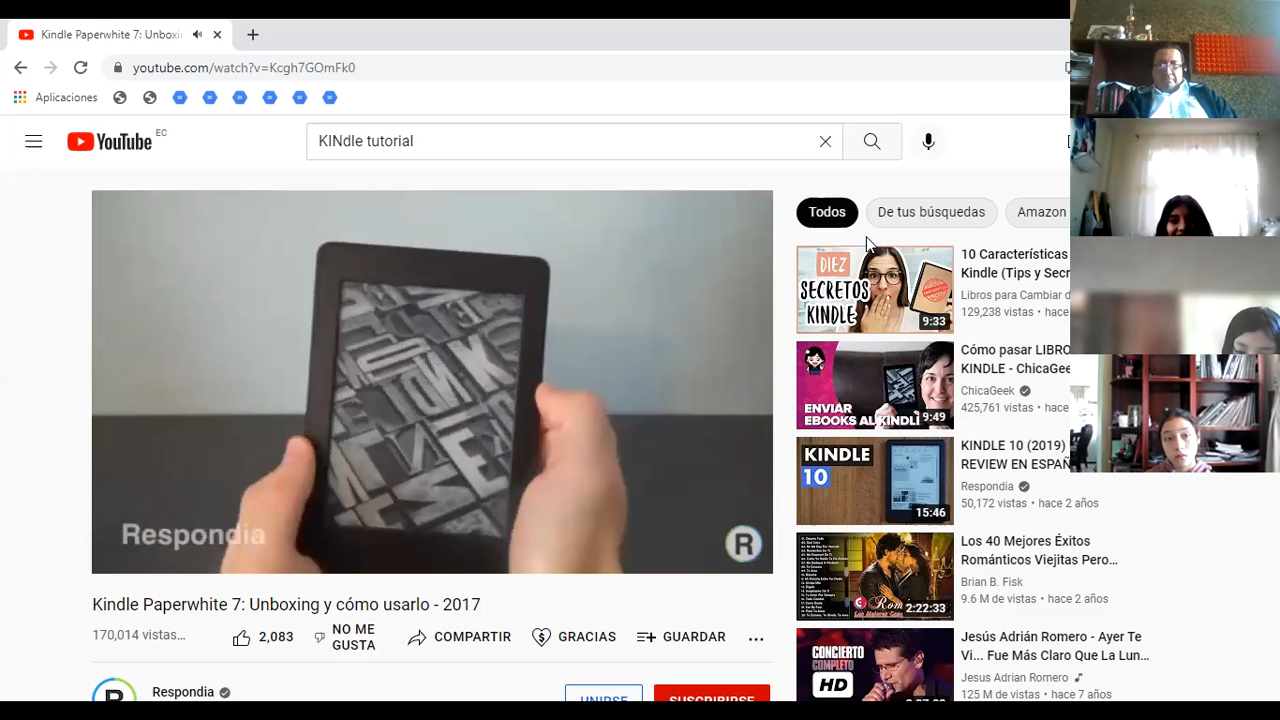 Kindle Paperwhite 7: Unboxi
youtube.com/watch?v=Kcgh7GOmFk0
Aplicaciones
YouTube EC
KINdle tutorial
Todos
De tus búsquedas
Amazon
Respondia
R
DIEZ
SECRETOS
KINDLE
9:33
10 Características
Kindle (Tips y Secr
Libros para Cambiar d
129,238 vistas • hace
ENVIAR
EBOOKS AL KINDL
9:49
Cómo pasar LIBRO
KINDLE - ChicaGee
ChicaGeek
425,761 vistas • hace
KINDLE
10
15:46
KINDLE 10 (2019)
REVIEW EN ESPAÑ
Respondia
50,172 vistas • hace 2 años
2:22:33
Los 40 Mejores Éxitos
Románticos Viejitas Pero...
Brian B. Fisk
9.6 M de vistas • hace 2 años
CONCIERTO
COMPLETO
HD
Jesús Adrián Romero - Ayer Te
Vi... Fue Más Claro Que La Lun...
Jesus Adrian Romero
125 M de vistas • hace 7 años
Kindle Paperwhite 7: Unboxing y cómo usarlo - 2017
170,014 vistas...
2,083
NO ME
GUSTA
COMPARTIR
GRACIAS
GUARDAR
Respondia
UNIRSE
SUSCRIBIRSE